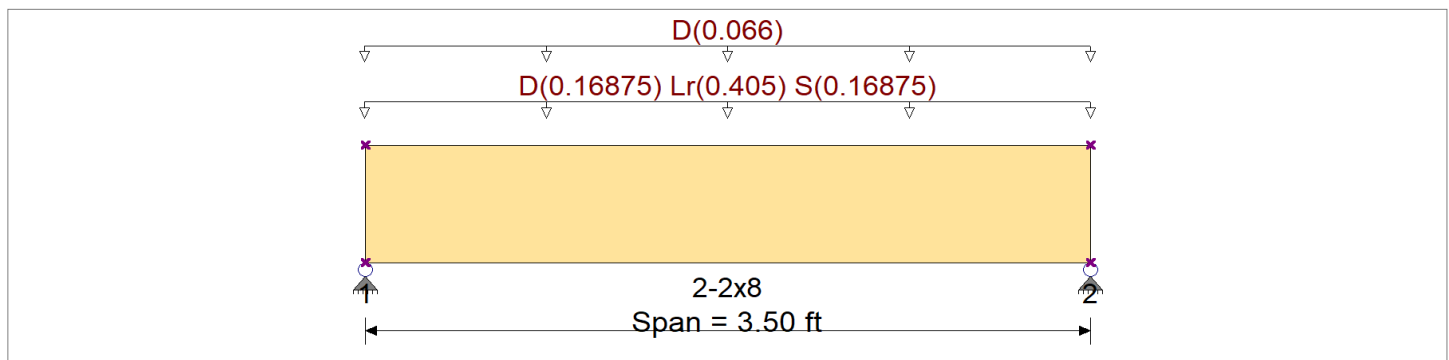 D(0.066)
D(0.16875) Lr(0.405) S(0.16875)
1
2-2x8
2
Span = 3.50 ft